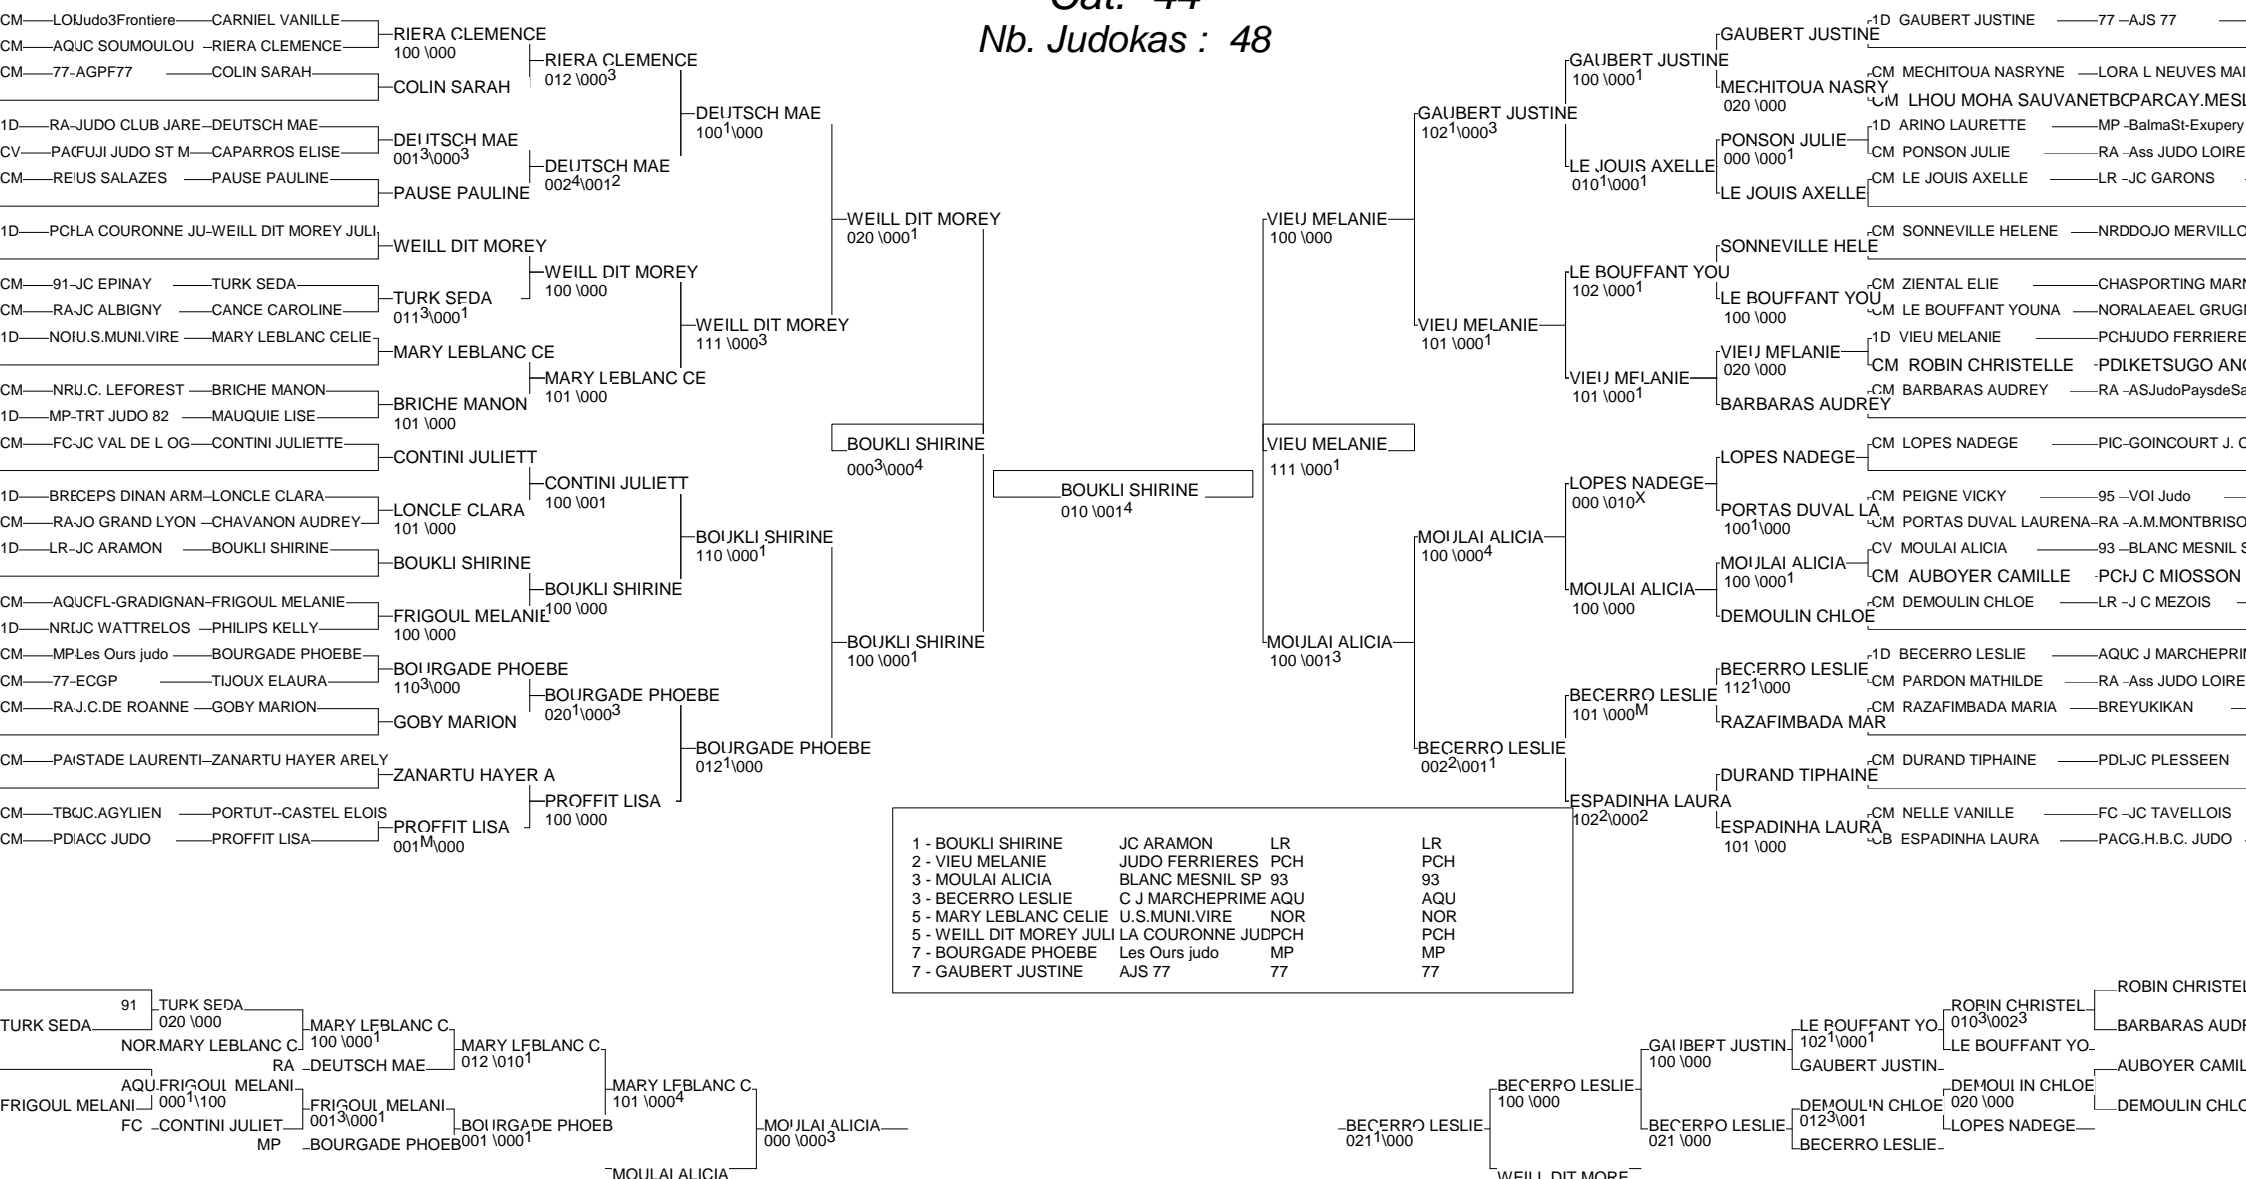 Cat. -44
Nb. Judokas : 48
CM LOI Judo3Frontiere CARNIEL VANILLE
CM AQU JC SOUMOULOU RIERA CLEMENCE
CM 77 AGPF77 COLIN SARAH
1D RA JUDO CLUB JARE DEUTSCH MAE
CV PAC FUJI JUDO ST M CAPARROS ELISE
CM REU US SALAZES PAUSE PAULINE
1D PCH LA COURONNE JU WEILL DIT MOREY JULI
CM 91 JC EPINAY TURK SEDA
CM RA JC ALBIGNY CANCE CAROLINE
1D NOR U.S.MUNI.VIRE MARY LEBLANC CELIE
CM NRD J.C. LEFOREST BRICHE MANON
1D MP TRT JUDO 82 MAUQUIE LISE
CM FC JC VAL DE L OG CONTINI JULIETTE
1D BRE CEPS DINAN ARM LONCLE CLARA
CM RA JO GRAND LYON CHAVANON AUDREY
1D LR JC ARAMON BOUKLI SHIRINE
CM AQU JCFL-GRADIGNAN FRIGOUL MELANIE
1D NRD JC WATTRELOS PHILIPS KELLY
CM MP Les Ours judo BOURGADE PHOEBE
CM 77 ECGP TIJOUX ELAURA
CM RA J.C.DE ROANNE GOBY MARION
CM PAC STADE LAURENTI ZANARTU HAYER ARELY
CM TBO JC.AGYLIEN PORTUT--CASTEL ELOIS
CM PDL ACC JUDO PROFFIT LISA
RIERA CLEMENCE
100 \000
COLIN SARAH
DEUTSCH MAE
001³\000³
PAUSE PAULINE
WEILL DIT MOREY
TURK SEDA
011³\000¹
MARY LEBLANC CE
BRICHE MANON
101 \000
CONTINI JULIETT
LONCLE CLARA
101 \000
BOUKLI SHIRINE
FRIGOUL MELANIE
100 \000
BOURGADE PHOEBE
110³\000
GOBY MARION
ZANARTU HAYER A
PROFFIT LISA
001ᴹ\000
RIERA CLEMENCE
012 \000³
DEUTSCH MAE
002⁴\001²
WEILL DIT MOREY
100 \000
MARY LEBLANC CE
101 \000
CONTINI JULIETT
100 \001
BOUKLI SHIRINE
100 \000
BOURGADE PHOEBE
020¹\000³
PROFFIT LISA
100 \000
DEUTSCH MAE
100¹\000
WEILL DIT MOREY
111 \000³
BOUKLI SHIRINE
110 \000¹
BOURGADE PHOEBE
012¹\000
WEILL DIT MOREY
020 \000¹
BOUKLI SHIRINE
000³\000⁴
BOUKLI SHIRINE
100 \000¹
BOUKLI SHIRINE
010 \001⁴
VIEU MELANIE
100 \000
VIEU MELANIE
111 \000¹
MOULAI ALICIA
100 \001³
GAUBERT JUSTINE
102¹\000³
VIEU MELANIE
101 \000¹
MOULAI ALICIA
100 \000⁴
BECERRO LESLIE
002²\001¹
GAUBERT JUSTINE
100 \000¹
LE JOUIS AXELLE
010¹\000¹
LE BOUFFANT YOU
102 \000¹
VIEU MELANIE
101 \000¹
LOPES NADEGE
000 \010ˣ
MOULAI ALICIA
100 \000
BECERRO LESLIE
101 \000ᴹ
ESPADINHA LAURA
102²\000²
GAUBERT JUSTINE
MECHITOUA NASRY
020 \000
PONSON JULIE
000 \000¹
LE JOUIS AXELLE
SONNEVILLE HELE
LE BOUFFANT YOU
100 \000
VIEU MELANIE
020 \000
BARBARAS AUDREY
LOPES NADEGE
PORTAS DUVAL LA
100¹\000
MOULAI ALICIA
100 \000¹
DEMOULIN CHLOE
BECERRO LESLIE
112¹\000
RAZAFIMBADA MAR
DURAND TIPHAINE
ESPADINHA LAURA
101 \000
1D GAUBERT JUSTINE 77 AJS 77
CM MECHITOUA NASRYNE LOR A L NEUVES MAI
CM LHOU MOHA SAUVANE TBO PARCAY.MESL
1D ARINO LAURETTE MP BalmaSt-Exupery
CM PONSON JULIE RA Ass JUDO LOIRE
CM LE JOUIS AXELLE LR JC GARONS
CM SONNEVILLE HELENE NRD DOJO MERVILLO
CM ZIENTAL ELIE CHA SPORTING MARN
CM LE BOUFFANT YOUNA NOR ALAEAEL GRUGN
1D VIEU MELANIE PCH JUDO FERRIERE
CM ROBIN CHRISTELLE PDL KETSUGO ANG
CM BARBARAS AUDREY RA ASJudoPaysdeSa
CM LOPES NADEGE PIC GOINCOURT J. C
CM PEIGNE VICKY 95 VOI Judo
CM PORTAS DUVAL LAURENA RA A.M.MONTBRISO
CV MOULAI ALICIA 93 BLANC MESNIL S
CM AUBOYER CAMILLE PCH J C MIOSSON
CM DEMOULIN CHLOE LR J C MEZOIS
1D BECERRO LESLIE AQU C J MARCHEPRIM
CM PARDON MATHILDE RA Ass JUDO LOIRE
CM RAZAFIMBADA MARIA BRE YUKIKAN
CM DURAND TIPHAINE PDL JC PLESSEEN
CM NELLE VANILLE FC JC TAVELLOIS
CB ESPADINHA LAURA PAC G.H.B.C. JUDO
1 - BOUKLI SHIRINE JC ARAMON LR LR
2 - VIEU MELANIE JUDO FERRIERES PCH PCH
3 - MOULAI ALICIA BLANC MESNIL SP 93 93
3 - BECERRO LESLIE C J MARCHEPRIME AQU AQU
5 - MARY LEBLANC CELIE U.S.MUNI.VIRE NOR NOR
5 - WEILL DIT MOREY JULI LA COURONNE JUD PCH PCH
7 - BOURGADE PHOEBE Les Ours judo MP MP
7 - GAUBERT JUSTINE AJS 77 77 77
TURK SEDA
FRIGOUL MELANI
91 TURK SEDA
020 \000
NOR MARY LEBLANC C
AQU FRIGOUL MELANI
000¹\100
FC CONTINI JULIET
MARY LEBLANC C
100 \000¹
RA DEUTSCH MAE
FRIGOUL MELANI
001³\000¹
MP BOURGADE PHOEB
MARY LEBLANC C
012 \010¹
BOURGADE PHOEB
001 \000¹
MARY LEBLANC C
101 \000⁴
MOULAI ALICIA
MOULAI ALICIA
000 \000³
BECERRO LESLIE
021¹\000
BECERRO LESLIE
100 \000
WEILL DIT MORE
GAUBERT JUSTIN
100 \000
BECERRO LESLIE
021 \000
LE BOUFFANT YO
102¹\000¹
GAUBERT JUSTIN
DEMOULIN CHLOE
012³\001
BECERRO LESLIE
ROBIN CHRISTEL
010³\002³
LE BOUFFANT YO
DEMOULIN CHLOE
020 \000
LOPES NADEGE
ROBIN CHRISTEL
BARBARAS AUDR
AUBOYER CAMIL
DEMOULIN CHLO